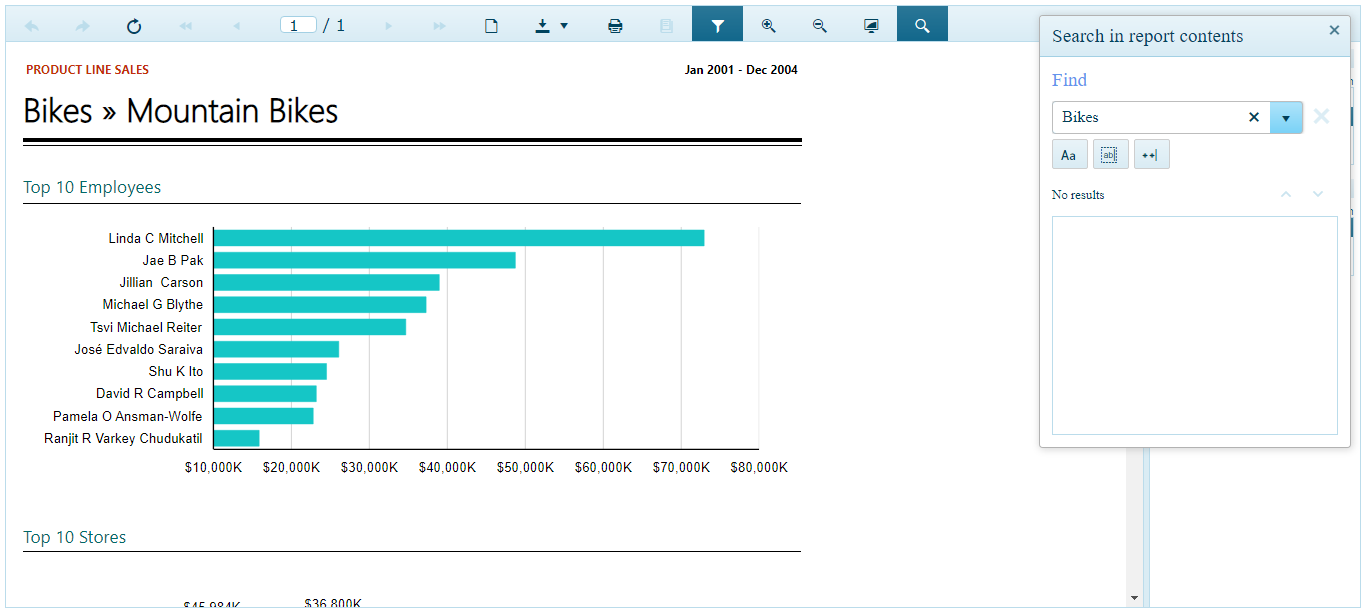 1 / 1
PRODUCT LINE SALES
Jan 2001 - Dec 2004
Bikes » Mountain Bikes
Top 10 Employees
Linda C Mitchell
Jae B Pak
Jillian  Carson
Michael G Blythe
Tsvi Michael Reiter
José Edvaldo Saraiva
Shu K Ito
David R Campbell
Pamela O Ansman-Wolfe
Ranjit R Varkey Chudukatil
$10,000K $20,000K $30,000K $40,000K $50,000K $60,000K $70,000K $80,000K
Top 10 Stores
$45,984K $36,800K
Search in report contents
Find
Bikes
Aa ab
No results